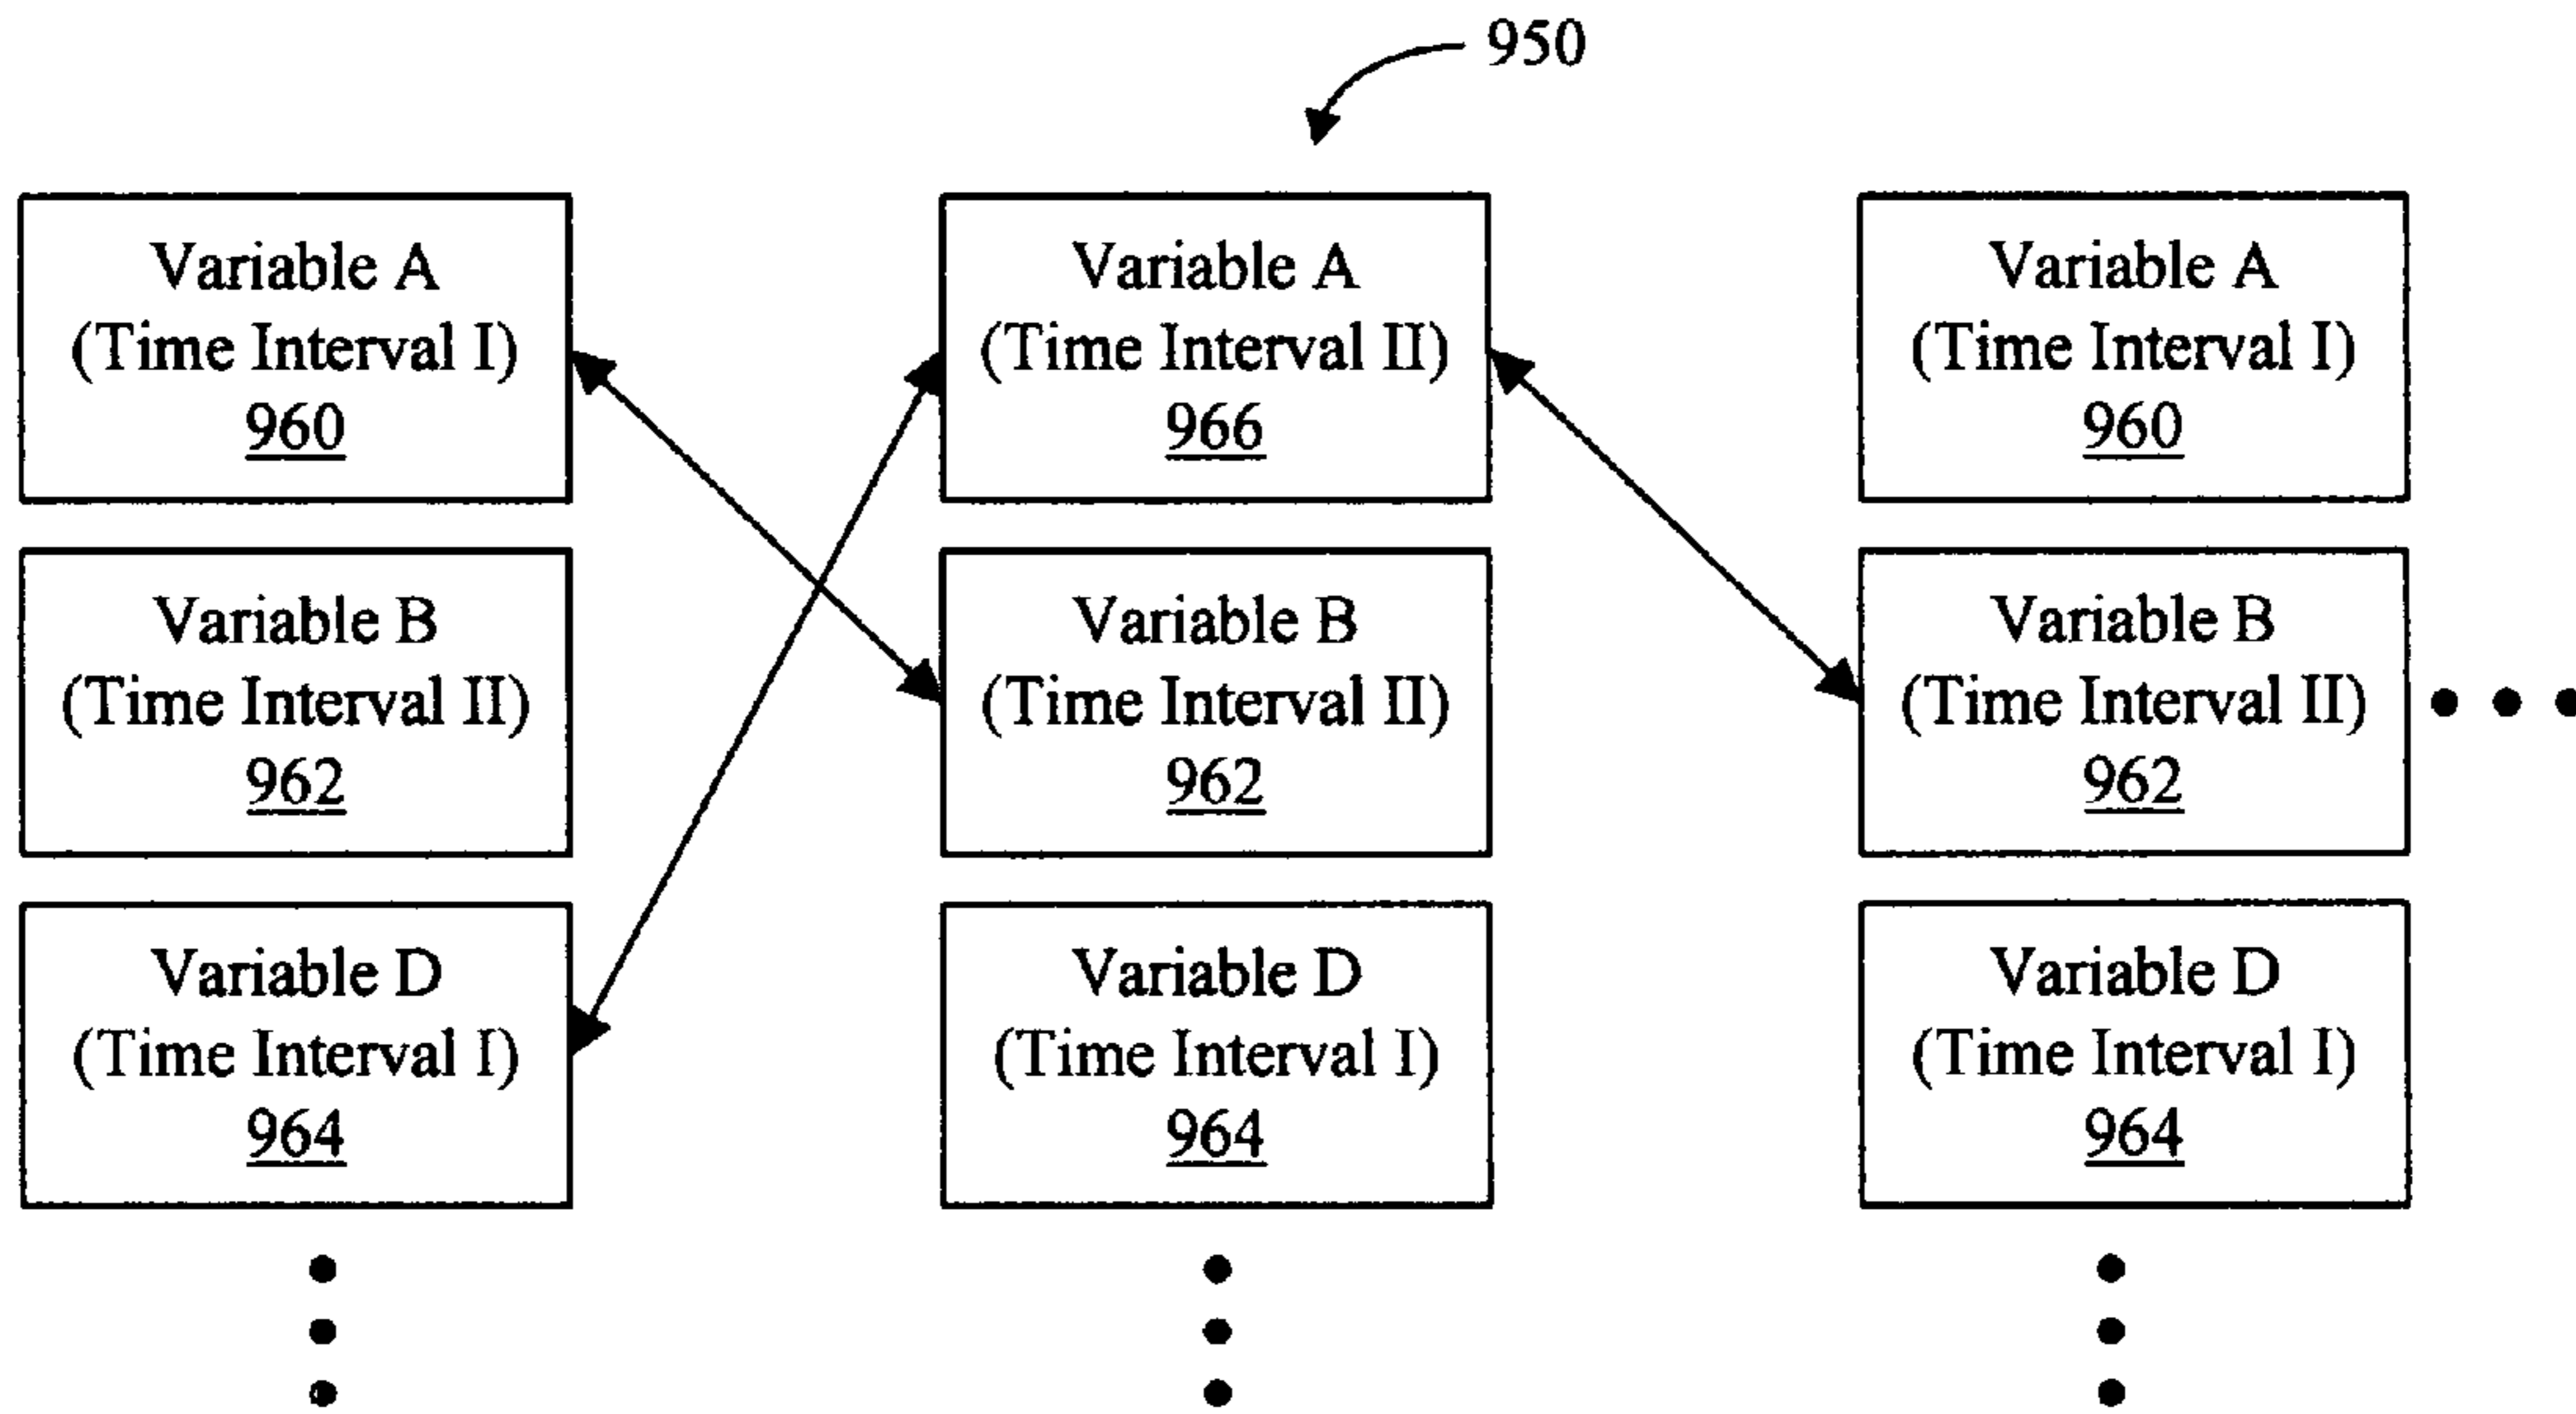 950
Variable A
(Time Interval I)
960
Variable A
(Time Interval II)
966
Variable A
(Time Interval I)
960
Variable B
(Time Interval II)
962
Variable B
(Time Interval II)
962
Variable B
(Time Interval II)
962
Variable D
(Time Interval I)
964
Variable D
(Time Interval I)
964
Variable D
(Time Interval I)
964